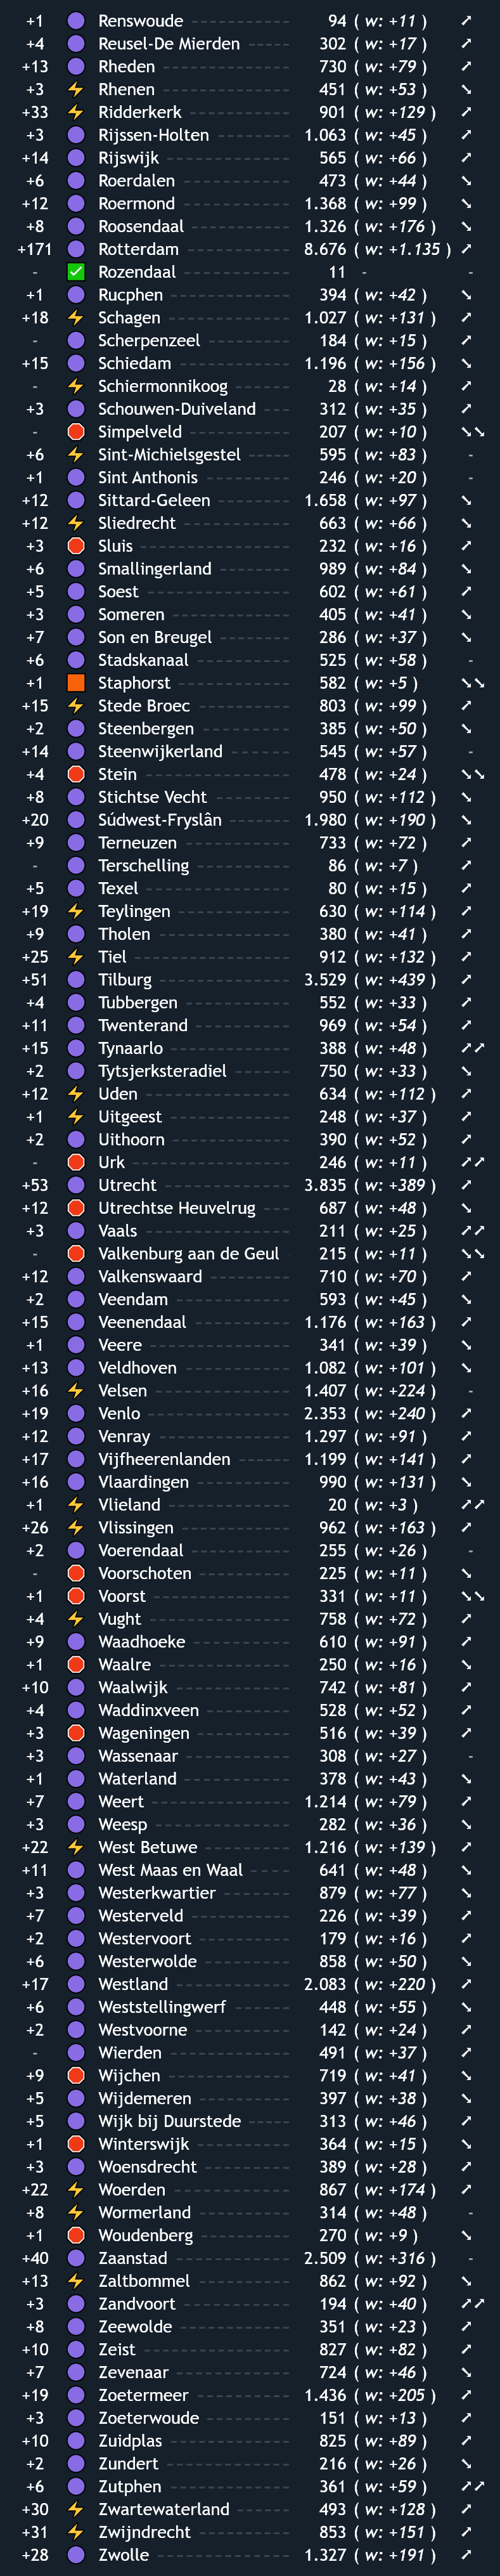 +1 Renswoude 94 ( w: +11 )
+4 Reusel-De Mierden 302 ( w: +17 )
+13 Rheden 730 ( w: +79 )
+3 Rhenen 451 ( w: +53 )
+33 Ridderkerk 901 ( w: +129 )
+3 Rijssen-Holten 1.063 ( w: +45 )
+14 Rijswijk 565 ( w: +66 )
+6 Roerdalen 473 ( w: +44 )
+12 Roermond 1.368 ( w: +99 )
+8 Roosendaal 1.326 ( w: +176 )
+171 Rotterdam 8.676 ( w: +1.135 )
- Rozendaal 11 - -
+1 Rucphen 394 ( w: +42 )
+18 Schagen 1.027 ( w: +131 )
- Scherpenzeel 184 ( w: +15 )
+15 Schiedam 1.196 ( w: +156 )
- Schiermonnikoog 28 ( w: +14 )
+3 Schouwen-Duiveland 312 ( w: +35 )
- Simpelveld 207 ( w: +10 )
+6 Sint-Michielsgestel 595 ( w: +83 ) -
+1 Sint Anthonis 246 ( w: +20 ) -
+12 Sittard-Geleen 1.658 ( w: +97 )
+12 Sliedrecht 663 ( w: +66 )
+3 Sluis 232 ( w: +16 )
+6 Smallingerland 989 ( w: +84 )
+5 Soest 602 ( w: +61 )
+3 Someren 405 ( w: +41 )
+7 Son en Breugel 286 ( w: +37 )
+6 Stadskanaal 525 ( w: +58 ) -
+1 Staphorst 582 ( w: +5 )
+15 Stede Broec 803 ( w: +99 )
+2 Steenbergen 385 ( w: +50 )
+14 Steenwijkerland 545 ( w: +57 ) -
+4 Stein 478 ( w: +24 )
+8 Stichtse Vecht 950 ( w: +112 )
+20 Súdwest-Fryslân 1.980 ( w: +190 )
+9 Terneuzen 733 ( w: +72 )
- Terschelling 86 ( w: +7 )
+5 Texel 80 ( w: +15 )
+19 Teylingen 630 ( w: +114 )
+9 Tholen 380 ( w: +41 )
+25 Tiel 912 ( w: +132 )
+51 Tilburg 3.529 ( w: +439 )
+4 Tubbergen 552 ( w: +33 )
+11 Twenterand 969 ( w: +54 )
+15 Tynaarlo 388 ( w: +48 )
+2 Tytsjerksteradiel 750 ( w: +33 )
+12 Uden 634 ( w: +112 )
+1 Uitgeest 248 ( w: +37 )
+2 Uithoorn 390 ( w: +52 )
- Urk 246 ( w: +11 )
+53 Utrecht 3.835 ( w: +389 )
+12 Utrechtse Heuvelrug 687 ( w: +48 )
+3 Vaals 211 ( w: +25 )
- Valkenburg aan de Geul 215 ( w: +11 )
+12 Valkenswaard 710 ( w: +70 )
+2 Veendam 593 ( w: +45 )
+15 Veenendaal 1.176 ( w: +163 )
+1 Veere 341 ( w: +39 )
+13 Veldhoven 1.082 ( w: +101 )
+16 Velsen 1.407 ( w: +224 ) -
+19 Venlo 2.353 ( w: +240 )
+12 Venray 1.297 ( w: +91 )
+17 Vijfheerenlanden 1.199 ( w: +141 )
+16 Vlaardingen 990 ( w: +131 )
+1 Vlieland 20 ( w: +3 )
+26 Vlissingen 962 ( w: +163 )
+2 Voerendaal 255 ( w: +26 ) -
- Voorschoten 225 ( w: +11 )
+1 Voorst 331 ( w: +11 )
+4 Vught 758 ( w: +72 )
+9 Waadhoeke 610 ( w: +91 )
+1 Waalre 250 ( w: +16 )
+10 Waalwijk 742 ( w: +81 )
+4 Waddinxveen 528 ( w: +52 )
+3 Wageningen 516 ( w: +39 )
+3 Wassenaar 308 ( w: +27 ) -
+1 Waterland 378 ( w: +43 )
+7 Weert 1.214 ( w: +79 )
+3 Weesp 282 ( w: +36 )
+22 West Betuwe 1.216 ( w: +139 )
+11 West Maas en Waal 641 ( w: +48 )
+3 Westerkwartier 879 ( w: +77 )
+7 Westerveld 226 ( w: +39 )
+2 Westervoort 179 ( w: +16 )
+6 Westerwolde 858 ( w: +50 )
+17 Westland 2.083 ( w: +220 )
+6 Weststellingwerf 448 ( w: +55 )
+2 Westvoorne 142 ( w: +24 )
- Wierden 491 ( w: +37 )
+9 Wijchen 719 ( w: +41 )
+5 Wijdemeren 397 ( w: +38 )
+5 Wijk bij Duurstede 313 ( w: +46 )
+1 Winterswijk 364 ( w: +15 )
+3 Woensdrecht 389 ( w: +28 )
+22 Woerden 867 ( w: +174 )
+8 Wormerland 314 ( w: +48 ) -
+1 Woudenberg 270 ( w: +9 )
+40 Zaanstad 2.509 ( w: +316 ) -
+13 Zaltbommel 862 ( w: +92 )
+3 Zandvoort 194 ( w: +40 )
+8 Zeewolde 351 ( w: +23 )
+10 Zeist 827 ( w: +82 )
+7 Zevenaar 724 ( w: +46 )
+19 Zoetermeer 1.436 ( w: +205 )
+3 Zoeterwoude 151 ( w: +13 )
+10 Zuidplas 825 ( w: +89 )
+2 Zundert 216 ( w: +26 )
+6 Zutphen 361 ( w: +59 )
+30 Zwartewaterland 493 ( w: +128 )
+31 Zwijndrecht 853 ( w: +151 )
+28 Zwolle 1.327 ( w: +191 )